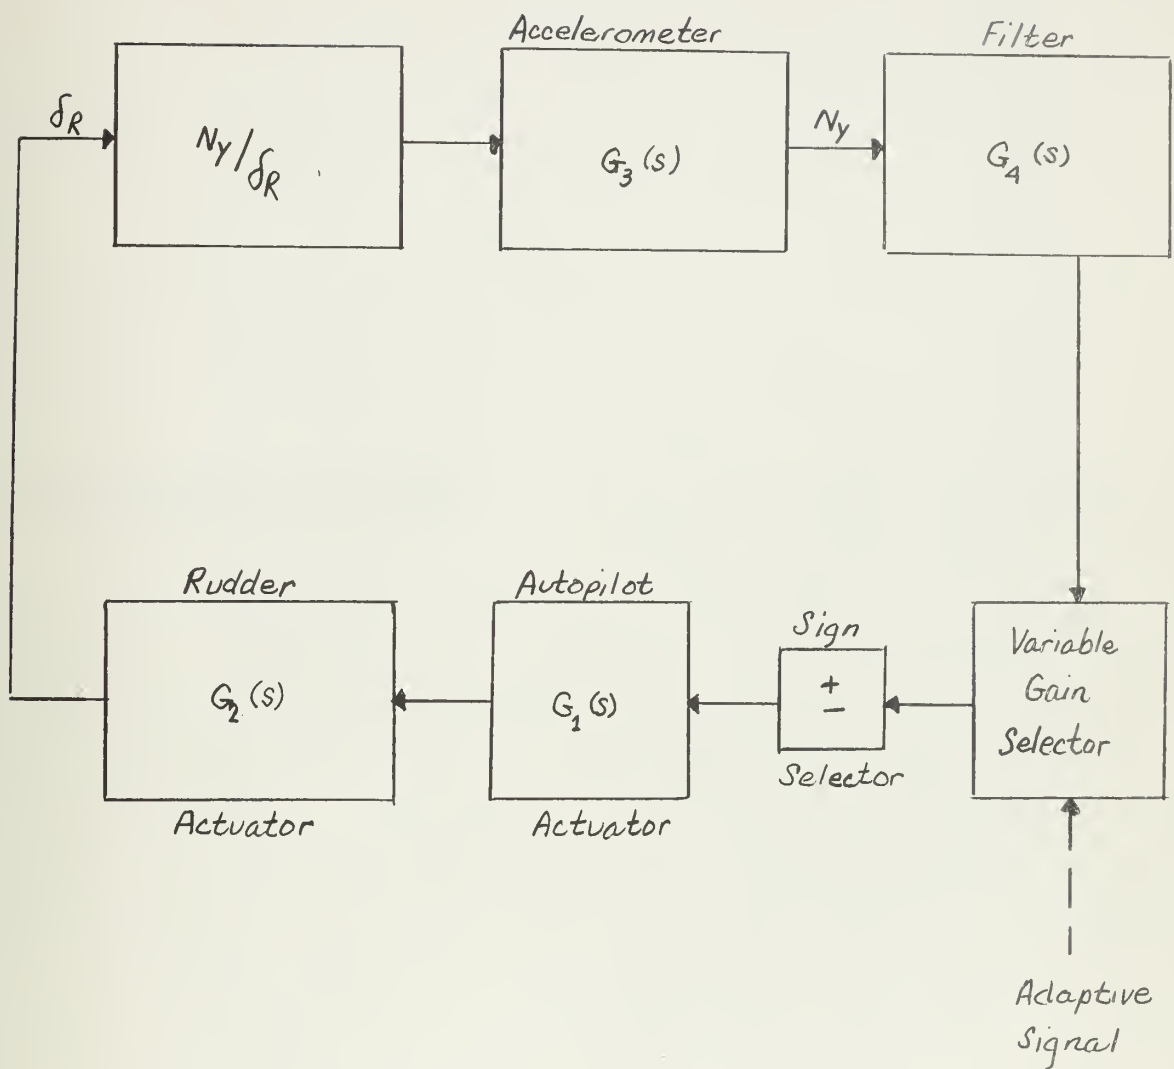 Accelerometer
Filter
δR
Ny/δR
G3(s)
Ny
G4(s)
Rudder
Autopilot
Sign
Variable
Gain
Selector
G2(s)
G1(s)
+
-
Selector
Actuator
Actuator
Adaptive
Signal